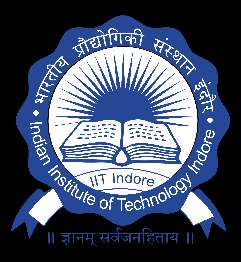 भारतीय प्रौद्योगिकी संस्थान इंदौर
Indian Institute of Technology Indore
IIT Indore
॥ ज्ञानम् सर्वजनहिताय ॥